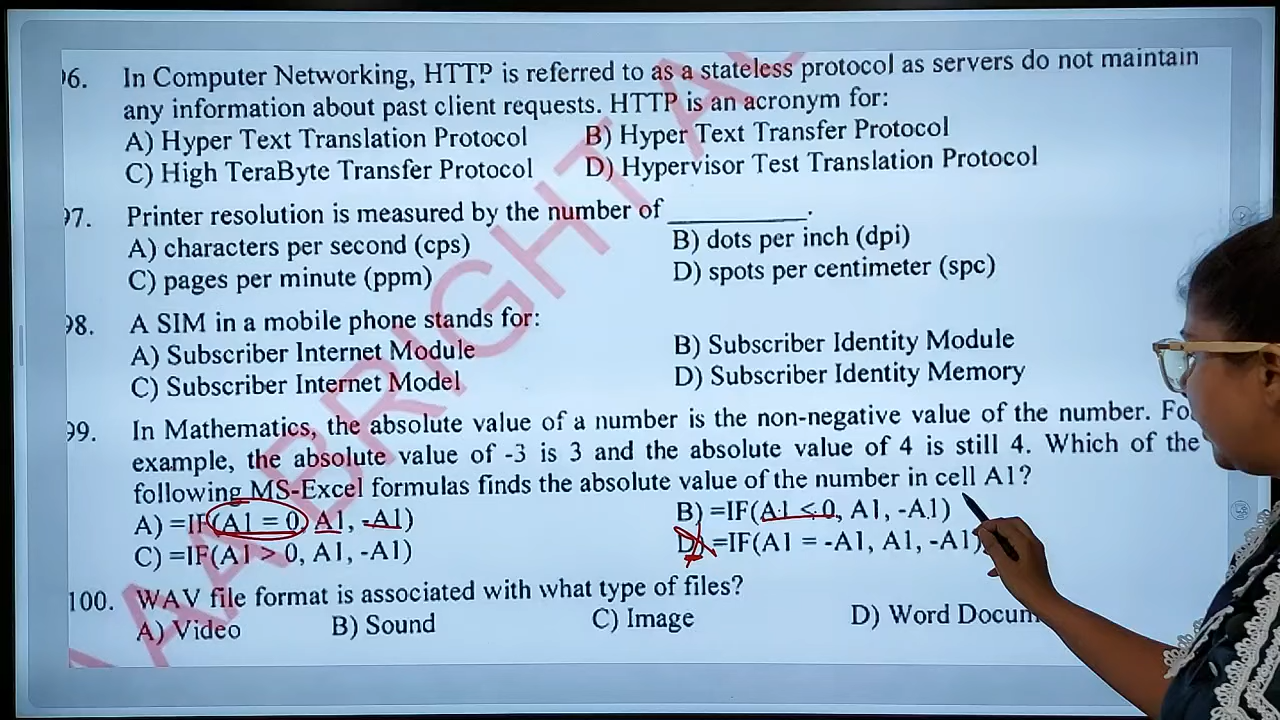 96. In Computer Networking, HTTP is referred to as a stateless protocol as servers do not maintain
any information about past client requests. HTTP is an acronym for:
A) Hyper Text Translation Protocol B) Hyper Text Transfer Protocol
C) High TeraByte Transfer Protocol D) Hypervisor Test Translation Protocol
97. Printer resolution is measured by the number of __________.
A) characters per second (cps) B) dots per inch (dpi)
C) pages per minute (ppm) D) spots per centimeter (spc)
98. A SIM in a mobile phone stands for:
A) Subscriber Internet Module B) Subscriber Identity Module
C) Subscriber Internet Model D) Subscriber Identity Memory
99. In Mathematics, the absolute value of a number is the non-negative value of the number. Fo
example, the absolute value of -3 is 3 and the absolute value of 4 is still 4. Which of the
following MS-Excel formulas finds the absolute value of the number in cell A1?
A) =IF(A1 = 0, A1, -A1) B) =IF(A1 < 0, A1, -A1)
C) =IF(A1 > 0, A1, -A1) D) =IF(A1 = -A1, A1, -A1)
100. WAV file format is associated with what type of files?
A) Video B) Sound C) Image D) Word Docum